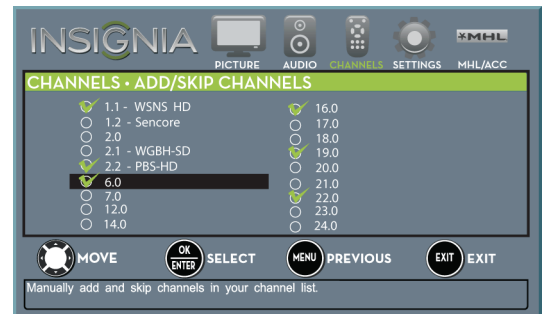 INSIGNIA
PICTURE AUDIO CHANNELS SETTINGS MHL/ACC
MHL
CHANNELS • ADD/SKIP CHANNELS
1.1 - WSNS HD
1.2 - Sencore
2.0
2.1 - WGBH-SD
2.2 - PBS-HD
6.0
7.0
12.0
14.0
16.0
17.0
18.0
19.0
20.0
21.0
22.0
23.0
24.0
MOVE OK ENTER SELECT MENU PREVIOUS EXIT EXIT
Manually add and skip channels in your channel list.